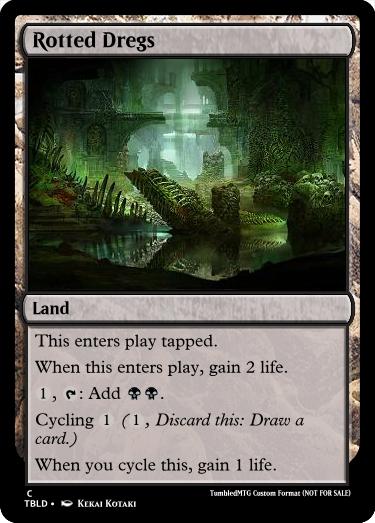 Rotted Dregs
Land
This enters play tapped.
When this enters play, gain 2 life.
1 , : Add .
Cycling 1 ( 1 , Discard this: Draw a
card.)
When you cycle this, gain 1 life.
C
TBLD • Kekai Kotaki
TumbledMTG Custom Format (NOT FOR SALE)